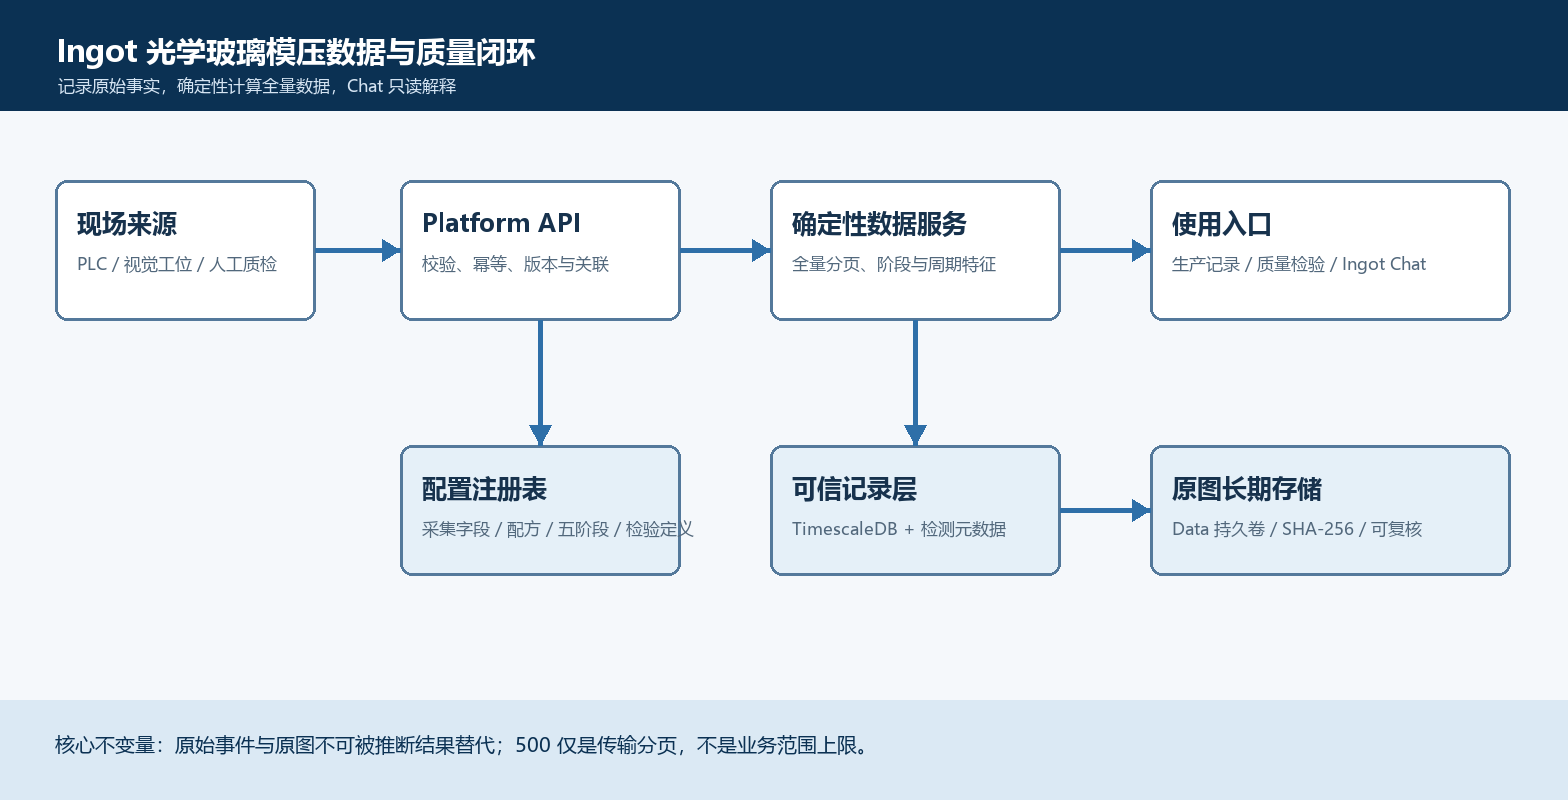 Ingot 光学玻璃模压数据与质量闭环
记录原始事实，确定性计算全量数据，Chat 只读解释
现场来源
PLC / 视觉工位 / 人工质检
Platform API
校验、幂等、版本与关联
确定性数据服务
全量分页、阶段与周期特征
使用入口
生产记录 / 质量检验 / Ingot Chat
配置注册表
采集字段 / 配方 / 五阶段 / 检验定义
可信记录层
TimescaleDB + 检测元数据
原图长期存储
Data 持久卷 / SHA-256 / 可复核
核心不变量：原始事件与原图不可被推断结果替代；500 仅是传输分页，不是业务范围上限。